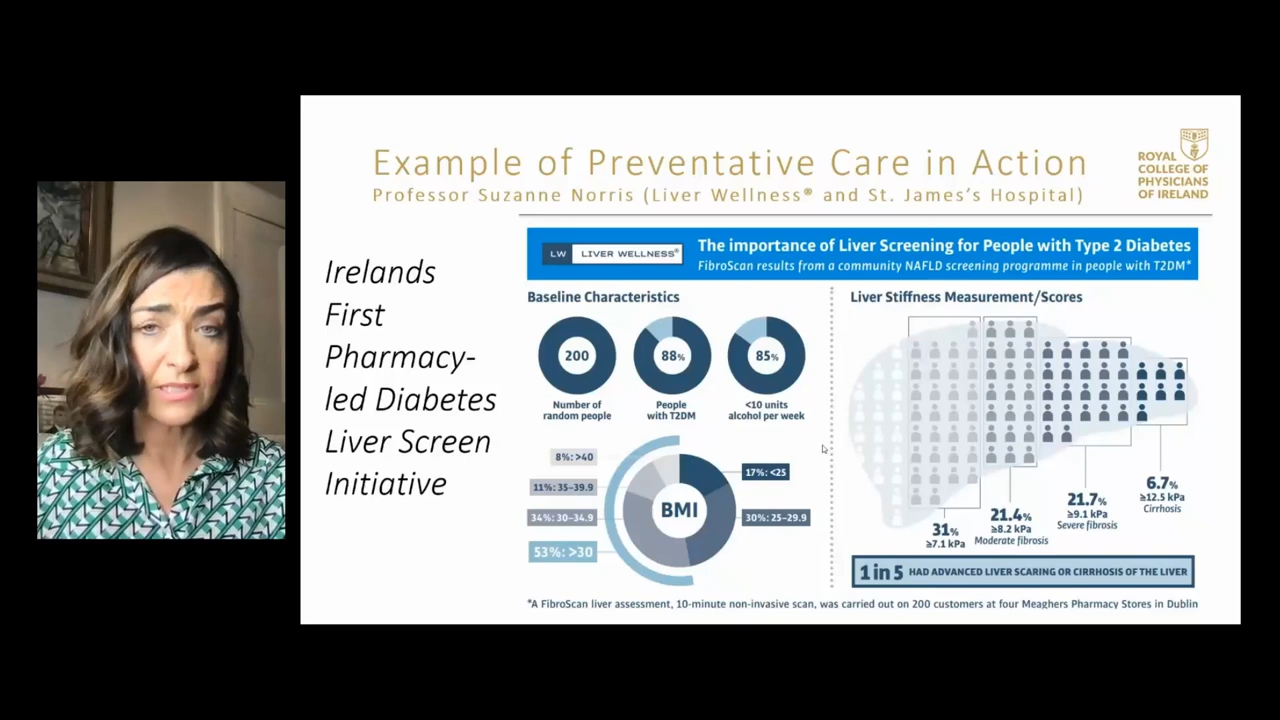 Example of Preventative Care in Action
Professor Suzanne Norris (Liver Wellness® and St. James's Hospital)
ROYAL
COLLEGE OF
PHYSICIANS
OF IRELAND
Irelands
First
Pharmacy-
led Diabetes
Liver Screen
Initiative
LW LIVER WELLNESS®
The importance of Liver Screening for People with Type 2 Diabetes
FibroScan results from a community NAFLD screening programme in people with T2DM*
Baseline Characteristics
200
88%
85%
Number of
random people
People
with T2DM
<10 units
alcohol per week
8%: >40
11%: 35–39.9
34%: 30–34.9
53%: >30
BMI
17%: <25
30%: 25–29.9
Liver Stiffness Measurement/Scores
31%
≥7.1 kPa
21.4%
≥8.2 kPa
Moderate fibrosis
21.7%
≥9.1 kPa
Severe fibrosis
6.7%
≥12.5 kPa
Cirrhosis
1 in 5 HAD ADVANCED LIVER SCARING OR CIRRHOSIS OF THE LIVER
*A FibroScan liver assessment, 10-minute non-invasive scan, was carried out on 200 customers at four Meaghers Pharmacy Stores in Dublin